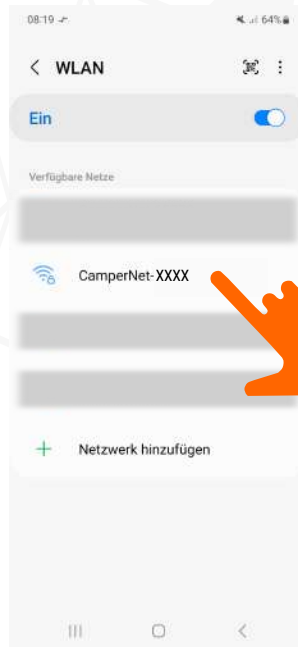 08:19
64%
WLAN
Ein
Verfügbare Netze
CamperNet-XXXX
Netzwerk hinzufügen